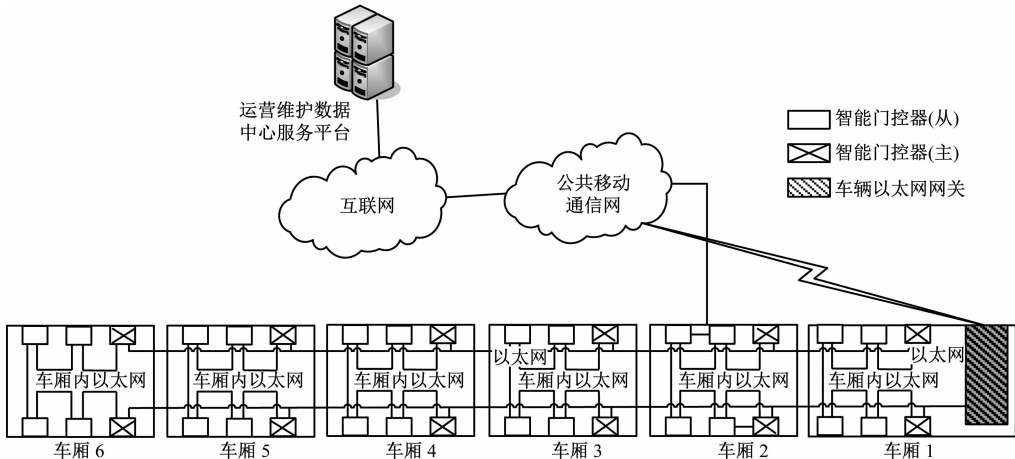 运营维护数据
中心服务平台
互联网
公共移动
通信网
智能门控器(从)
智能门控器(主)
车辆以太网网关
以太网
以太网
车厢内以太网
车厢内以太网
车厢内以太网
车厢内以太网
车厢内以太网
车厢内以太网
车厢 6
车厢 5
车厢 4
车厢 3
车厢 2
车厢 1